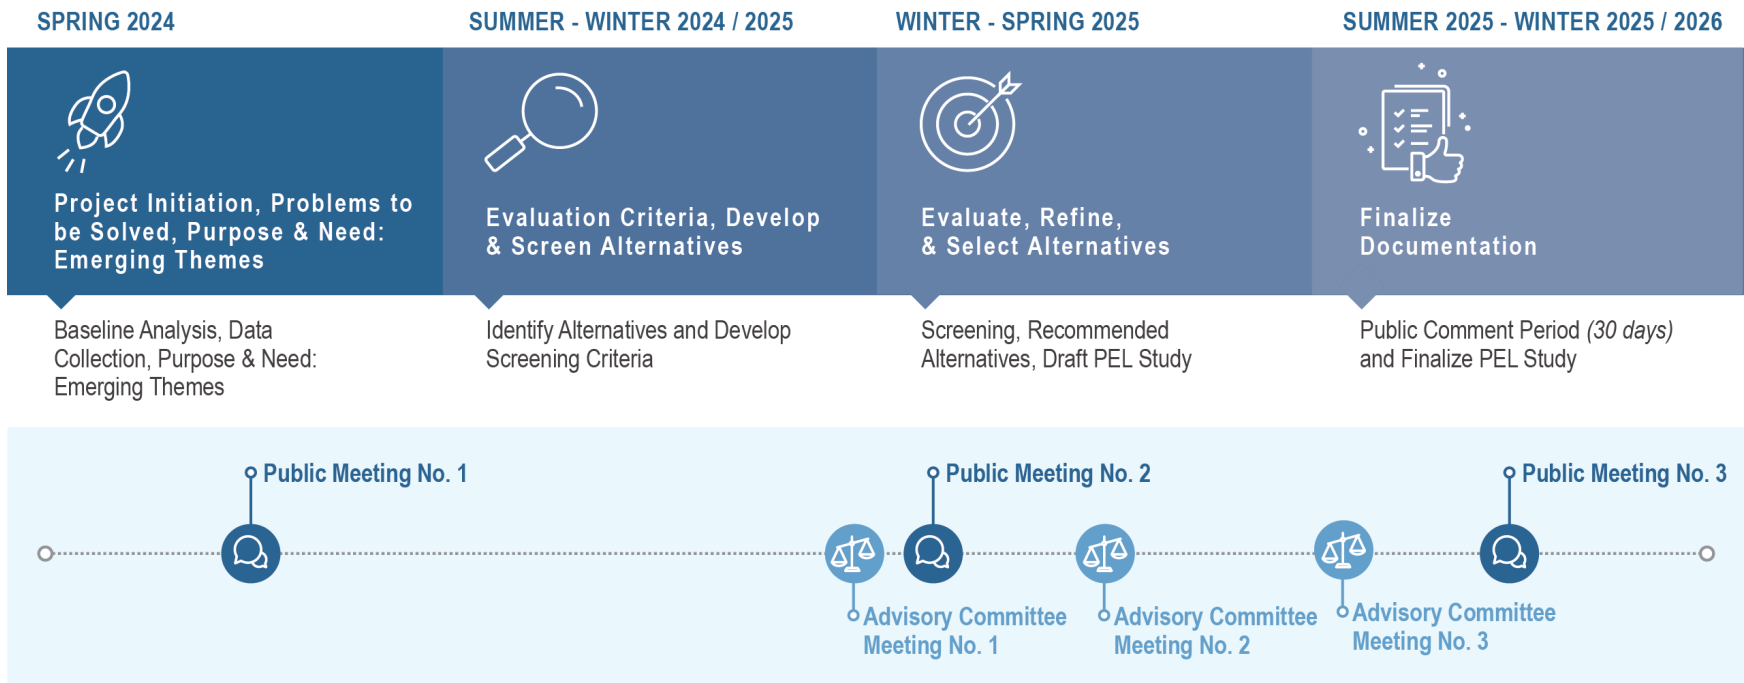 SPRING 2024
SUMMER - WINTER 2024 / 2025
WINTER - SPRING 2025
SUMMER 2025 - WINTER 2025 / 2026
Project Initiation, Problems to
be Solved, Purpose & Need:
Emerging Themes
Evaluation Criteria, Develop
& Screen Alternatives
Evaluate, Refine,
& Select Alternatives
Finalize
Documentation
Baseline Analysis, Data
Collection, Purpose & Need:
Emerging Themes
Identify Alternatives and Develop
Screening Criteria
Screening, Recommended
Alternatives, Draft PEL Study
Public Comment Period (30 days)
and Finalize PEL Study
Public Meeting No. 1
Public Meeting No. 2
Public Meeting No. 3
Advisory Committee
Meeting No. 1
Advisory Committee
Meeting No. 2
Advisory Committee
Meeting No. 3